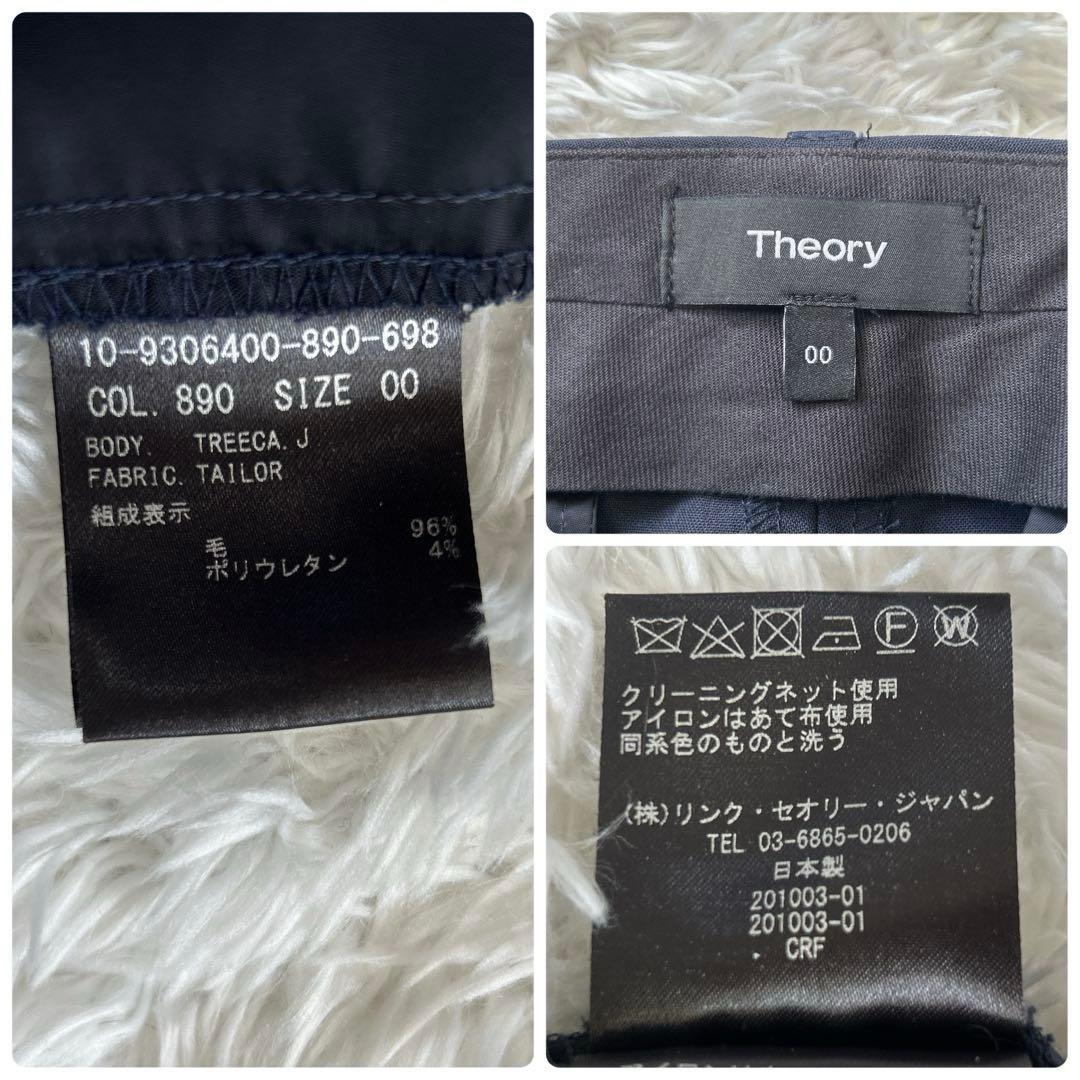 10-9306400-890-698
COL. 890 SIZE 00
BODY. TREECA.J
FABRIC. TAILOR
組成表示
毛 96%
ポリウレタン 4%
Theory
00
F W
クリーニングネット使用
アイロンはあて布使用
同系色のものと洗う
(株)リンク・セオリー・ジャパン
TEL 03-6865-0206
日本製
201003-01
201003-01
CRF